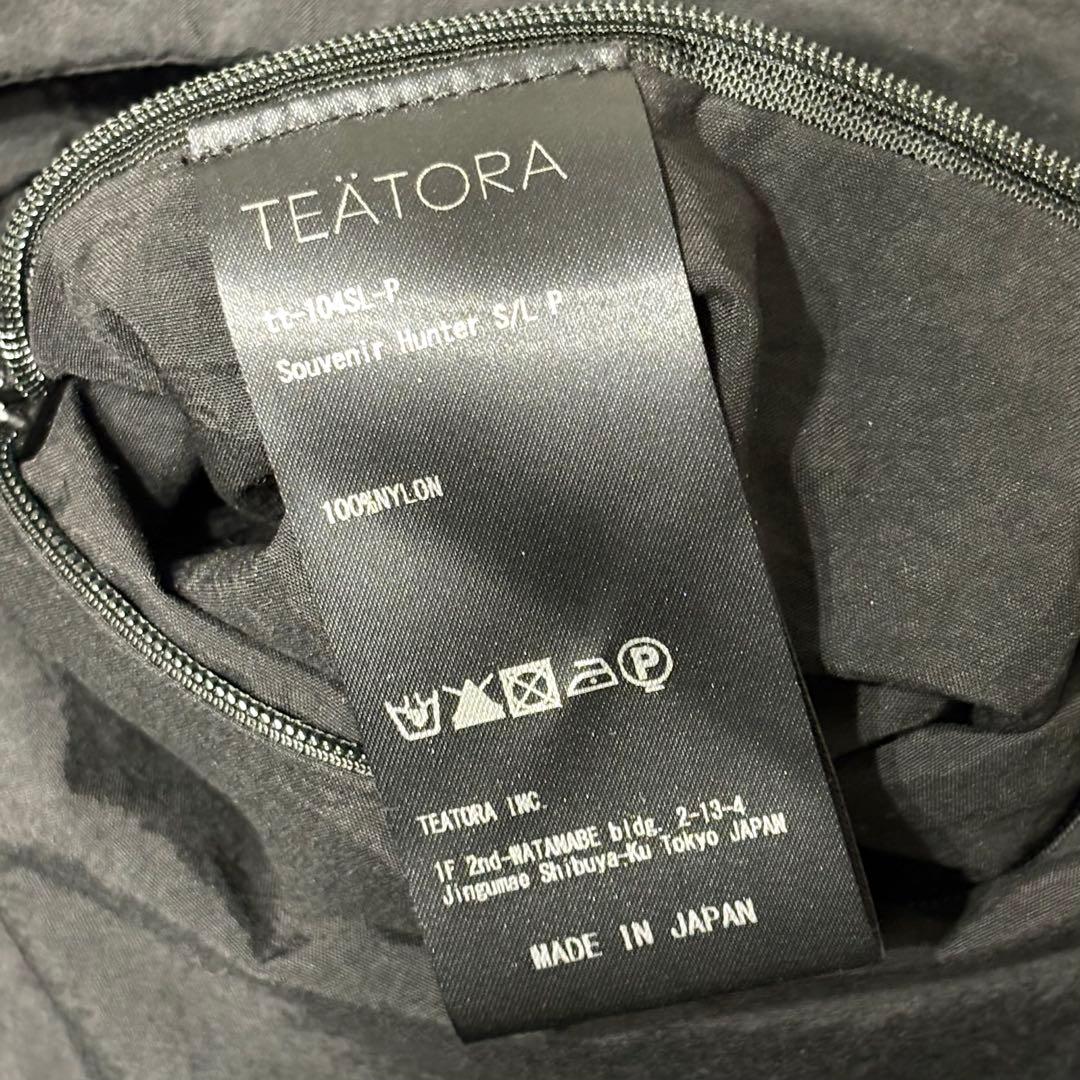 TEÄTORA
tt-104SL-P
Souvenir Hunter S/L P
100%NYLON
P
TEATORA INC.
1F 2nd-WATANABE bldg. 2-13-4
Jingumae Shibuya-Ku Tokyo JAPAN
MADE IN JAPAN